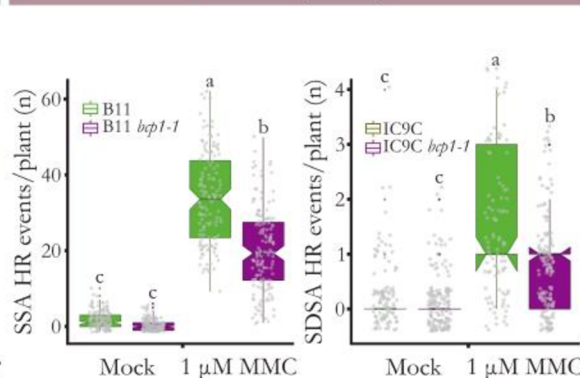 SSA HR events/plant (n)
60
40
20
0
B11
B11 bcp1-1
c
c
a
b
Mock
1 μM MMC
SDSA HR events/plant (n)
4
3
2
1
0
IC9C
IC9C bcp1-1
c
c
a
b
Mock
1 μM MMC